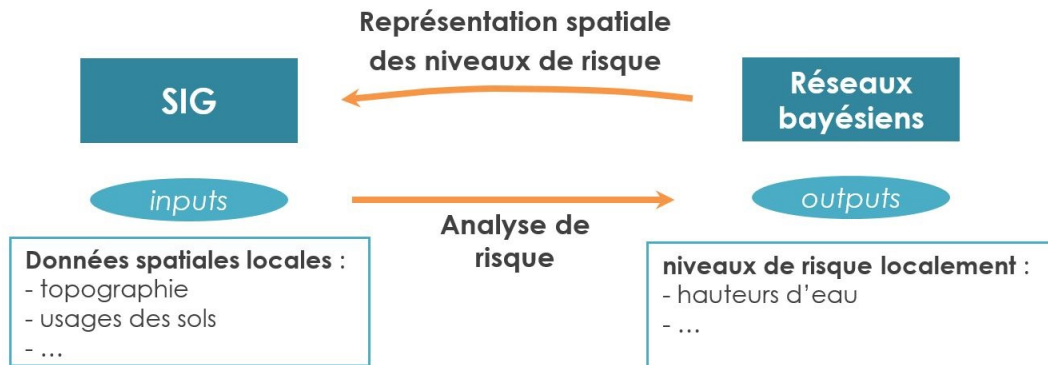 Représentation spatiale
des niveaux de risque
SIG
Réseaux
bayésiens
inputs
outputs
Analyse de
risque
Données spatiales locales :
- topographie
- usages des sols
- ...
niveaux de risque localement :
- hauteurs d’eau
- ...